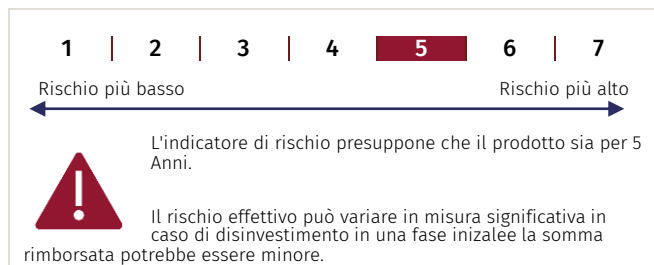 1 2 3 4 5 6 7
Rischio più basso Rischio più alto
L'indicatore di rischio presuppone che il prodotto sia per 5
Anni.
Il rischio effettivo può variare in misura significativa in
caso di disinvestimento in una fase inizalee la somma
rimborsata potrebbe essere minore.